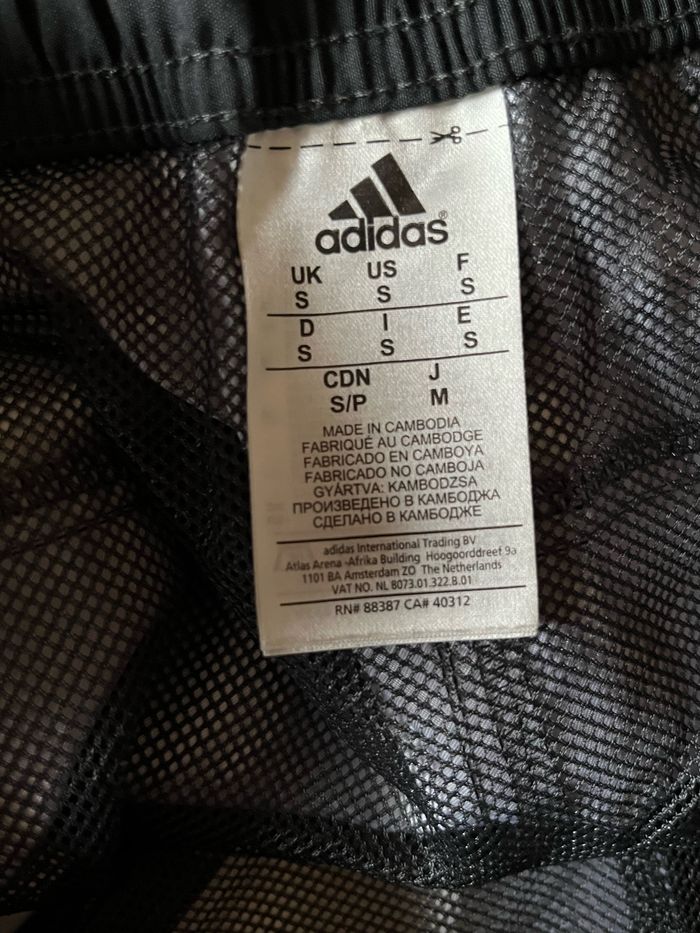 adidas®
UK US F
S S S
D I E
S S S
CDN J
S/P M
MADE IN CAMBODIA
FABRIQUÉ AU CAMBODGE
FABRICADO EN CAMBOYA
FABRICADO NO CAMBOJA
GYÁRTVA: KAMBODZSA
ПРОИЗВЕДЕНО В КАМБОДЖА
СДЕЛАНО В КАМБОДЖЕ
adidas International Trading BV
Atlas Arena -Afrika Building Hoogoorddreef 9a
1101 BA Amsterdam ZO The Netherlands
VAT NO. NL 8073.01.322.B.01
RN# 88387 CA# 40312